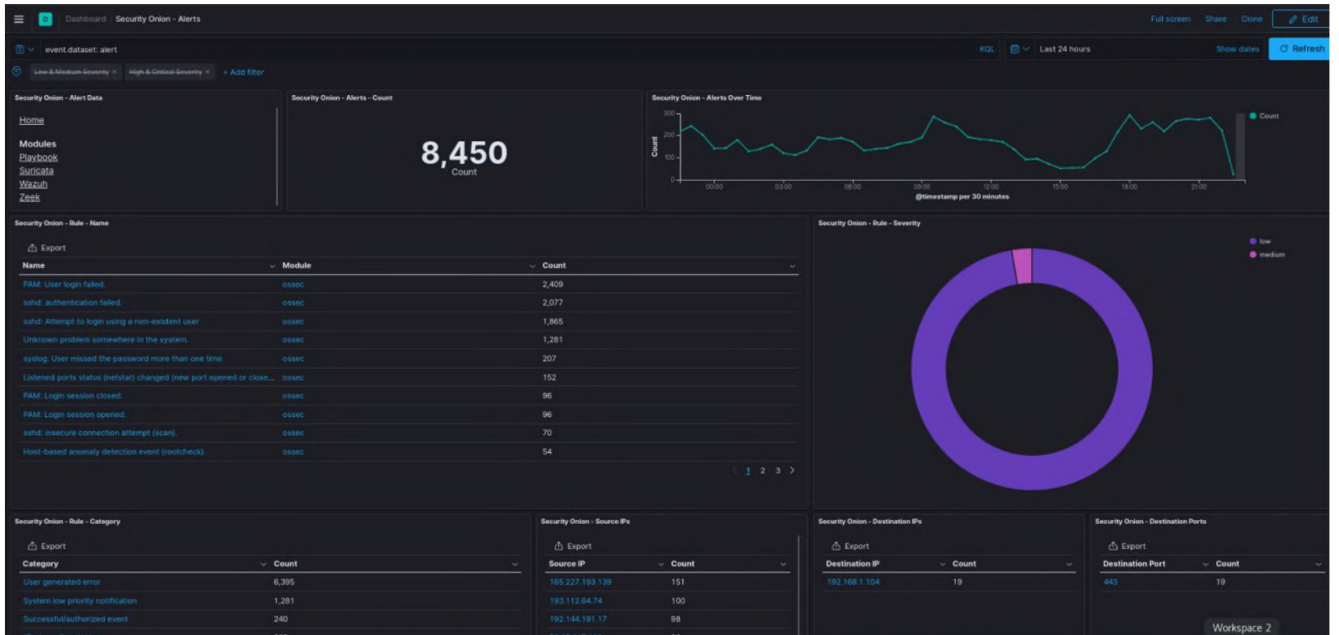 D Dashboard Security Onion - Alerts Full screen Share Clone Edit
event.dataset: alert KQL Last 24 hours Show dates Refresh
Low & Medium Severity × High & Critical Severity × + Add filter
Security Onion - Alert Data
Home
Modules
Playbook
Suricata
Wazuh
Zeek
Security Onion - Alerts - Count
8,450
Count
Security Onion - Alerts Over Time
Count
300
200
100
0
00:00 03:00 06:00 09:00 12:00 15:00 18:00 21:00
@timestamp per 30 minutes
Count
Security Onion - Rule - Name
Export
Name Module Count
PAM: User login failed. ossec 2,409
sshd: authentication failed. ossec 2,077
sshd: Attempt to login using a non-existent user ossec 1,865
Unknown problem somewhere in the system. ossec 1,281
syslog: User missed the password more than one time ossec 207
Listened ports status (netstat) changed (new port opened or close... ossec 152
PAM: Login session closed. ossec 96
PAM: Login session opened. ossec 96
sshd: insecure connection attempt (scan). ossec 70
Host-based anomaly detection event (rootcheck). ossec 54
1 2 3
Security Onion - Rule - Severity
low
medium
Security Onion - Rule - Category
Export
Category Count
User generated error 6,395
System low priority notification 1,281
Successful/authorized event 240
Security Onion - Source IPs
Export
Source IP Count
165.227.193.139 151
193.112.64.74 100
192.144.191.17 98
Security Onion - Destination IPs
Export
Destination IP Count
192.168.1.104 19
Security Onion - Destination Ports
Export
Destination Port Count
443 19
Workspace 2